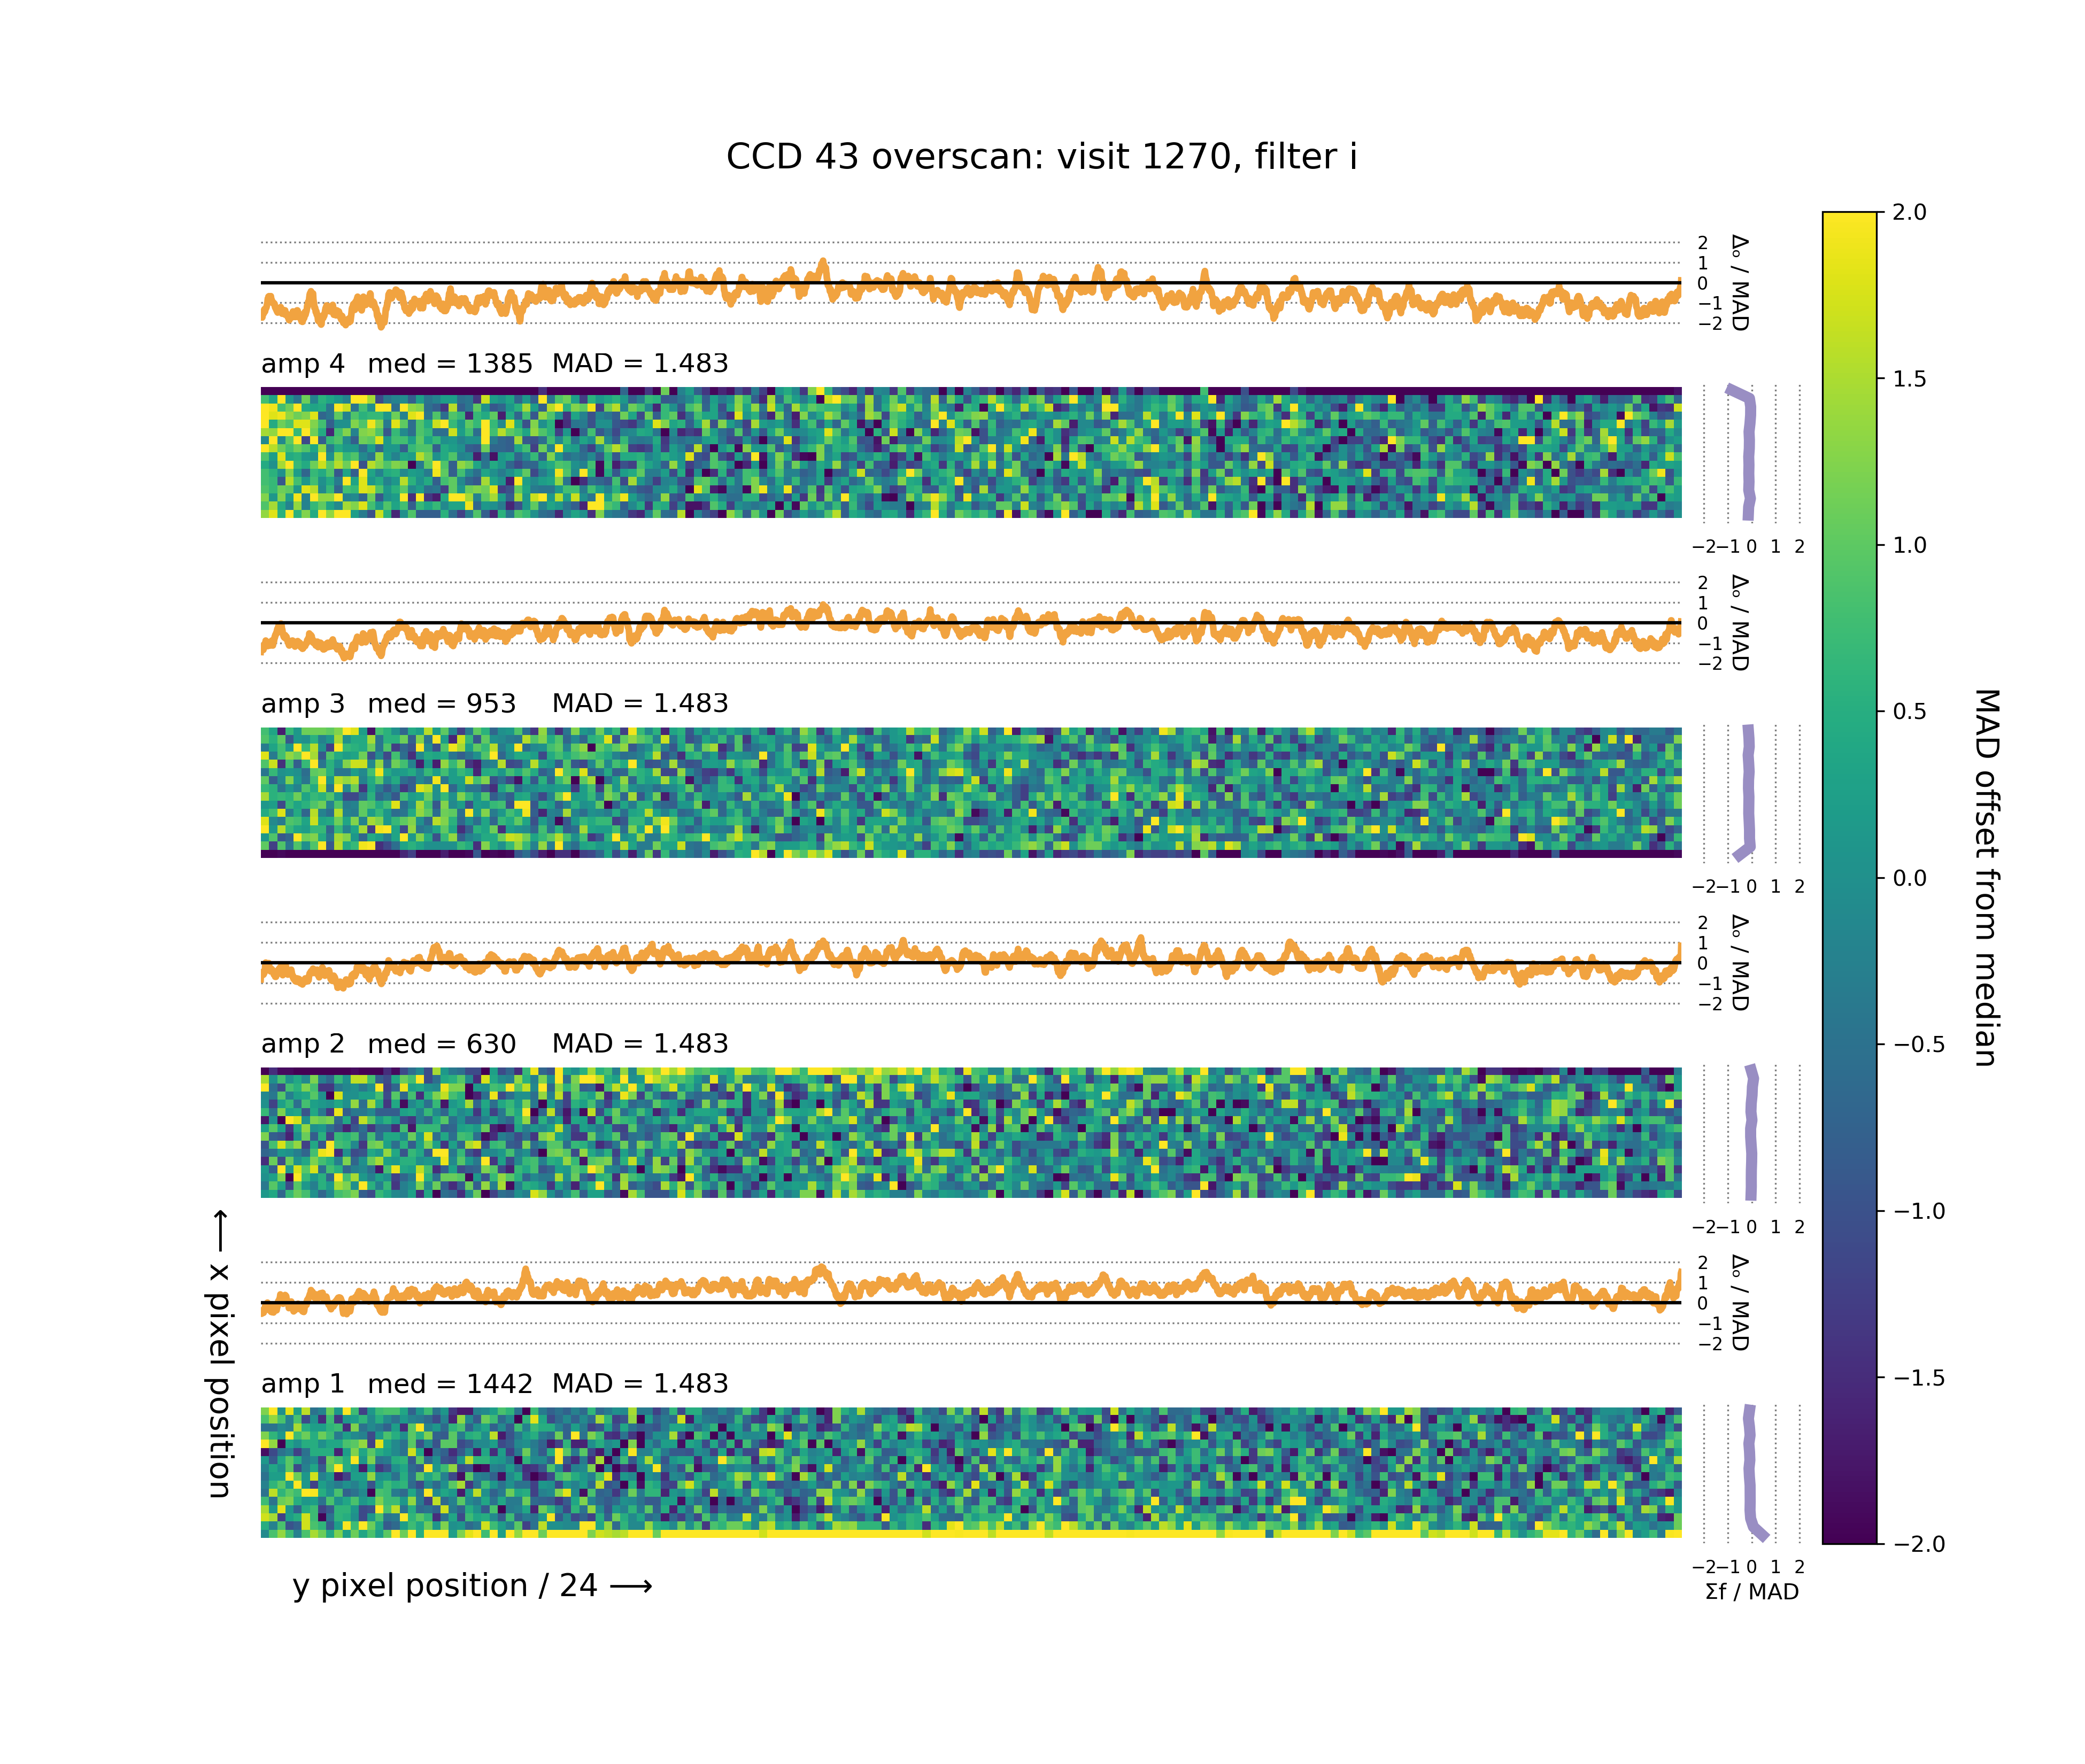 CCD 43 overscan: visit 1270, filter i
2
1
0
−1
−2
Δₒ / MAD
amp 4 med = 1385 MAD = 1.483
−2 −1 0 1 2
2
1
0
−1
−2
Δₒ / MAD
amp 3 med = 953 MAD = 1.483
−2 −1 0 1 2
2
1
0
−1
−2
Δₒ / MAD
amp 2 med = 630 MAD = 1.483
−2 −1 0 1 2
2
1
0
−1
−2
Δₒ / MAD
amp 1 med = 1442 MAD = 1.483
−2 −1 0 1 2
Σf / MAD
⟵ x pixel position
y pixel position / 24 ⟶
2.0
1.5
1.0
0.5
0.0
−0.5
−1.0
−1.5
−2.0
MAD offset from median